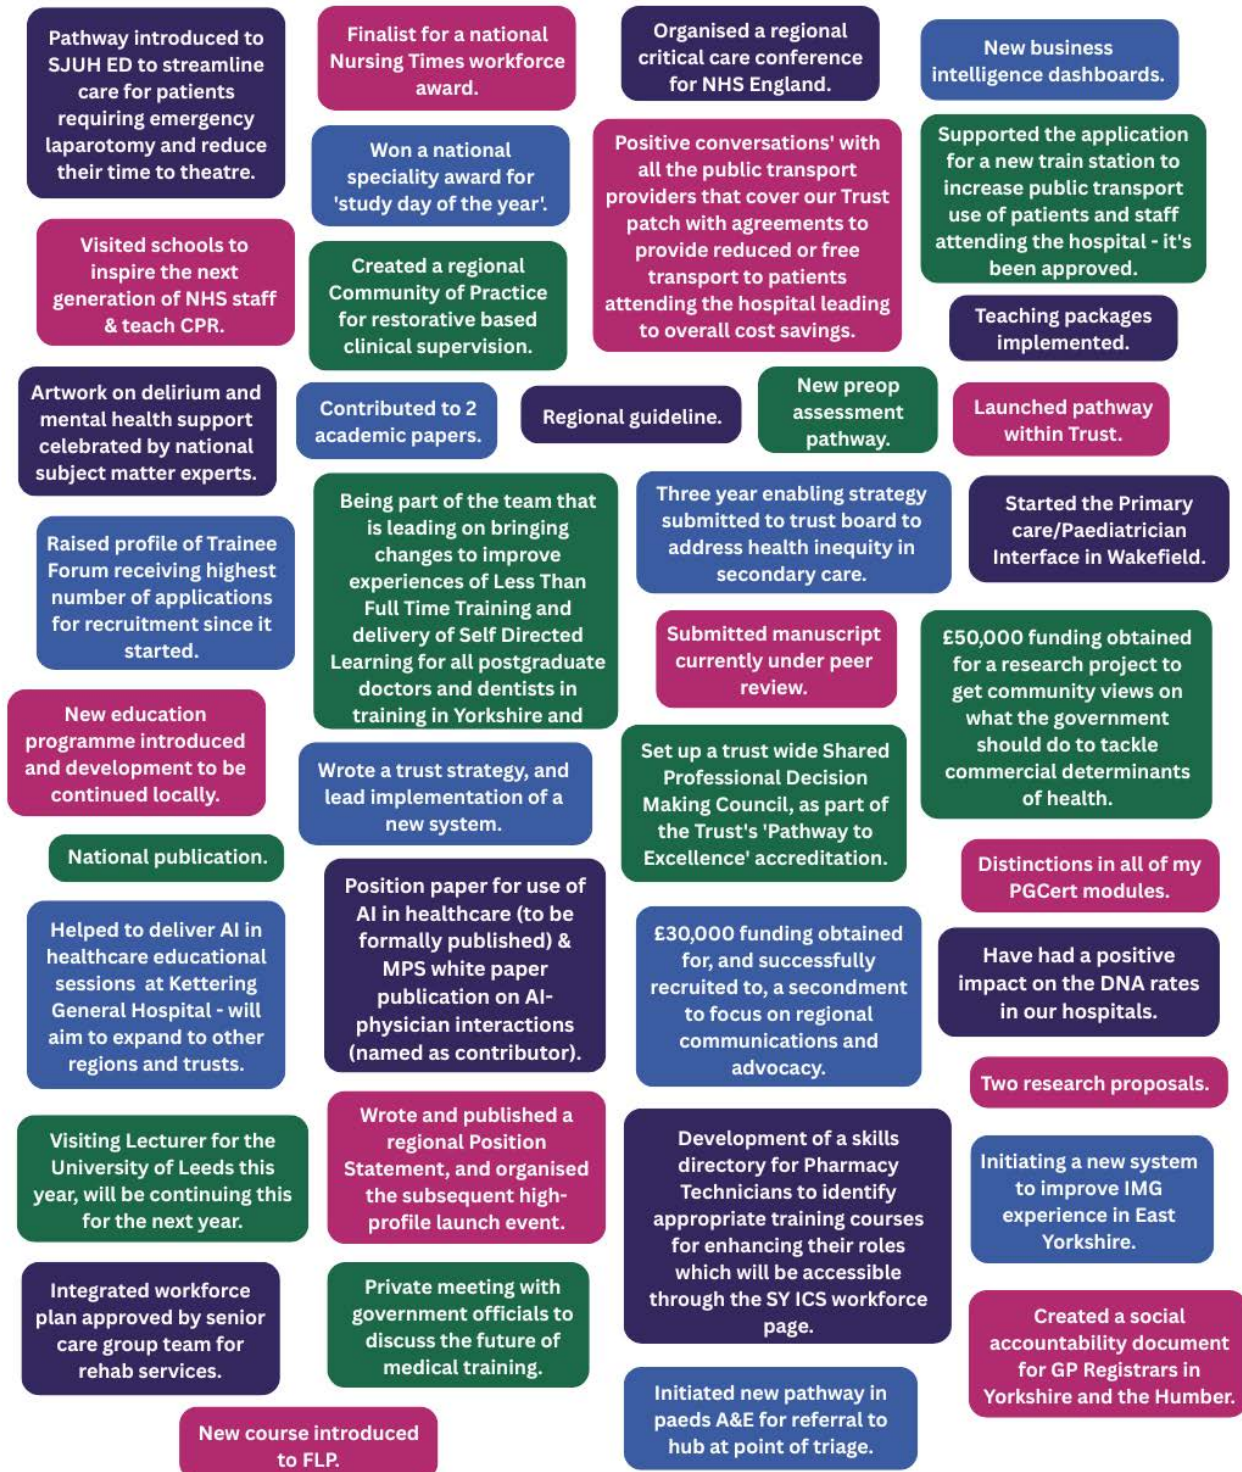 Pathway introduced to
SJUH ED to streamline
care for patients
requiring emergency
laparotomy and reduce
their time to theatre.
Finalist for a national
Nursing Times workforce
award.
Organised a regional
critical care conference
for NHS England.
New business
intelligence dashboards.
Won a national
speciality award for
'study day of the year'.
Positive conversations' with
all the public transport
providers that cover our Trust
patch with agreements to
provide reduced or free
transport to patients
attending the hospital leading
to overall cost savings.
Supported the application
for a new train station to
increase public transport
use of patients and staff
attending the hospital - it's
been approved.
Visited schools to
inspire the next
generation of NHS staff
& teach CPR.
Created a regional
Community of Practice
for restorative based
clinical supervision.
Teaching packages
implemented.
Artwork on delirium and
mental health support
celebrated by national
subject matter experts.
Contributed to 2
academic papers.
Regional guideline.
New preop
assessment
pathway.
Launched pathway
within Trust.
Being part of the team that
is leading on bringing
changes to improve
experiences of Less Than
Full Time Training and
delivery of Self Directed
Learning for all postgraduate
doctors and dentists in
training in Yorkshire and
Three year enabling strategy
submitted to trust board to
address health inequity in
secondary care.
Started the Primary
care/Paediatrician
Interface in Wakefield.
Raised profile of Trainee
Forum receiving highest
number of applications
for recruitment since it
started.
Submitted manuscript
currently under peer
review.
£50,000 funding obtained
for a research project to
get community views on
what the government
should do to tackle
commercial determinants
of health.
New education
programme introduced
and development to be
continued locally.
Wrote a trust strategy, and
lead implementation of a
new system.
Set up a trust wide Shared
Professional Decision
Making Council, as part of
the Trust's 'Pathway to
Excellence' accreditation.
National publication.
Position paper for use of
AI in healthcare (to be
formally published) &
MPS white paper
publication on AI-
physician interactions
(named as contributor).
Distinctions in all of my
PGCert modules.
Helped to deliver AI in
healthcare educational
sessions at Kettering
General Hospital - will
aim to expand to other
regions and trusts.
£30,000 funding obtained
for, and successfully
recruited to, a secondment
to focus on regional
communications and
advocacy.
Have had a positive
impact on the DNA rates
in our hospitals.
Two research proposals.
Visiting Lecturer for the
University of Leeds this
year, will be continuing this
for the next year.
Wrote and published a
regional Position
Statement, and organised
the subsequent high-
profile launch event.
Development of a skills
directory for Pharmacy
Technicians to identify
appropriate training courses
for enhancing their roles
which will be accessible
through the SY ICS workforce
page.
Initiating a new system
to improve IMG
experience in East
Yorkshire.
Integrated workforce
plan approved by senior
care group team for
rehab services.
Private meeting with
government officials to
discuss the future of
medical training.
Created a social
accountability document
for GP Registrars in
Yorkshire and the Humber.
Initiated new pathway in
paeds A&E for referral to
hub at point of triage.
New course introduced
to FLP.